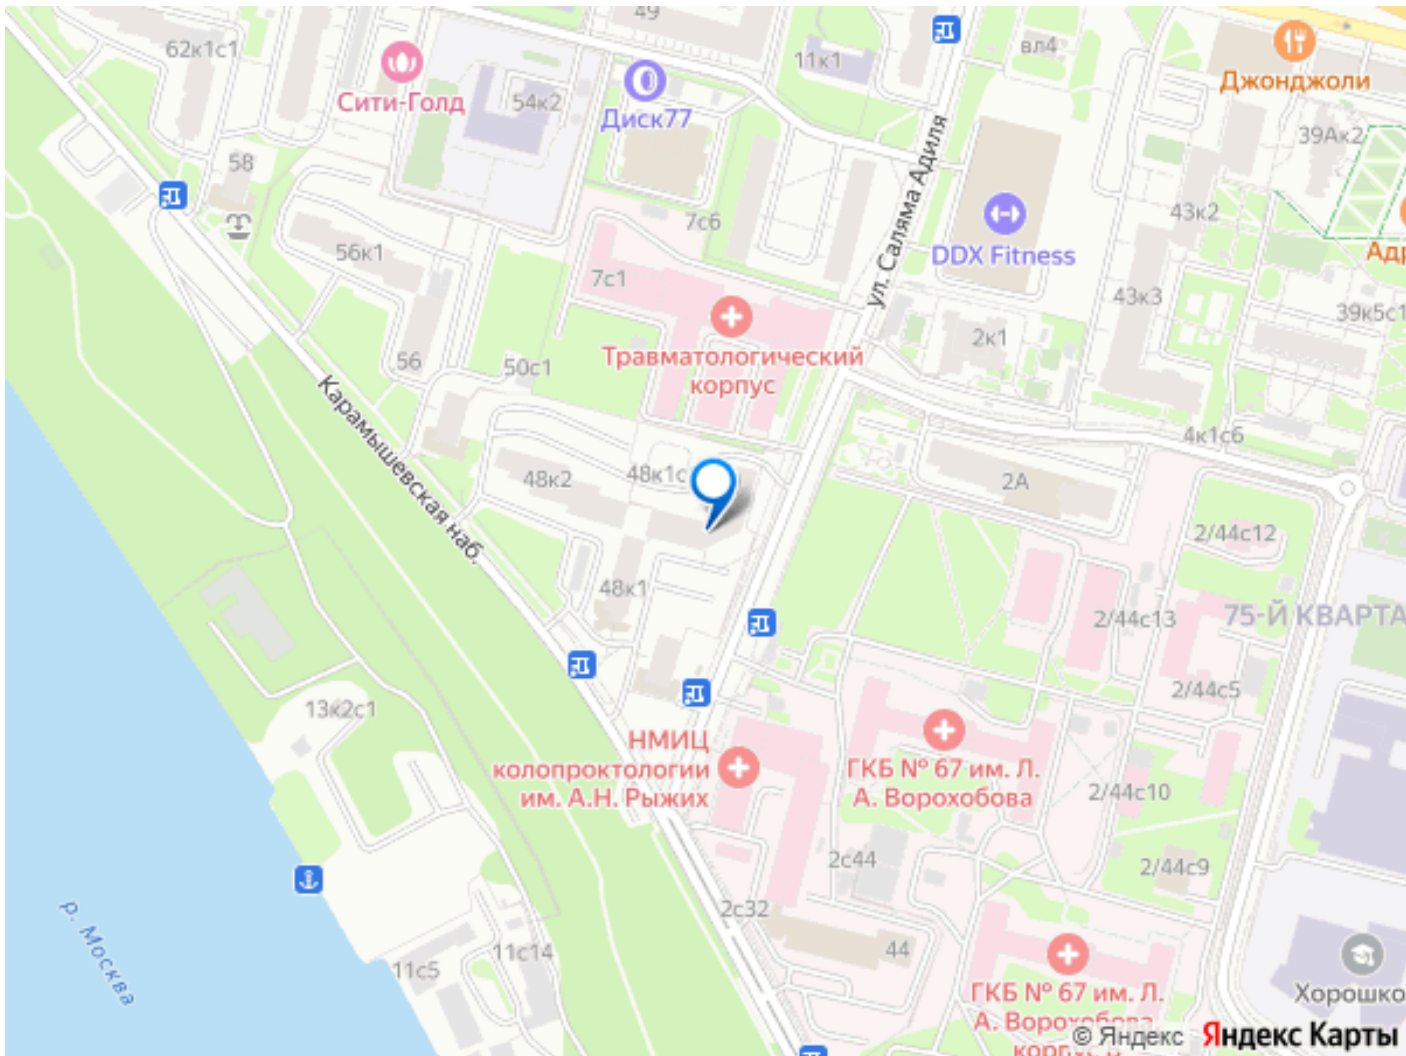 49
62к1с1
11к1
вл4
Джонджоли
Сити-Голд
54к2
Диск77
39Ак2
58
7с6
43к2
ул. Саляма Адиля
56к1
DDX Fitness
7с1
43к3
39к5с1
2к1
Травматологический
корпус
56
50с1
Карамышевская наб.
4к1с6
48к2
48к1с
2А
2/44с12
48к1
2/44с13
75-Й КВАРТА
2/44с5
13к2с1
НМИЦ
колопроктологии
им. А.Н. Рыжих
ГКБ № 67 им. Л.
А. Ворохобова
2/44с10
2с44
2/44с9
2с32
р. Москва
11с14
11с5
44
ГКБ № 67 им. Л.
А. Ворохобова
Хорошко
© Яндекс
Яндекс Карты